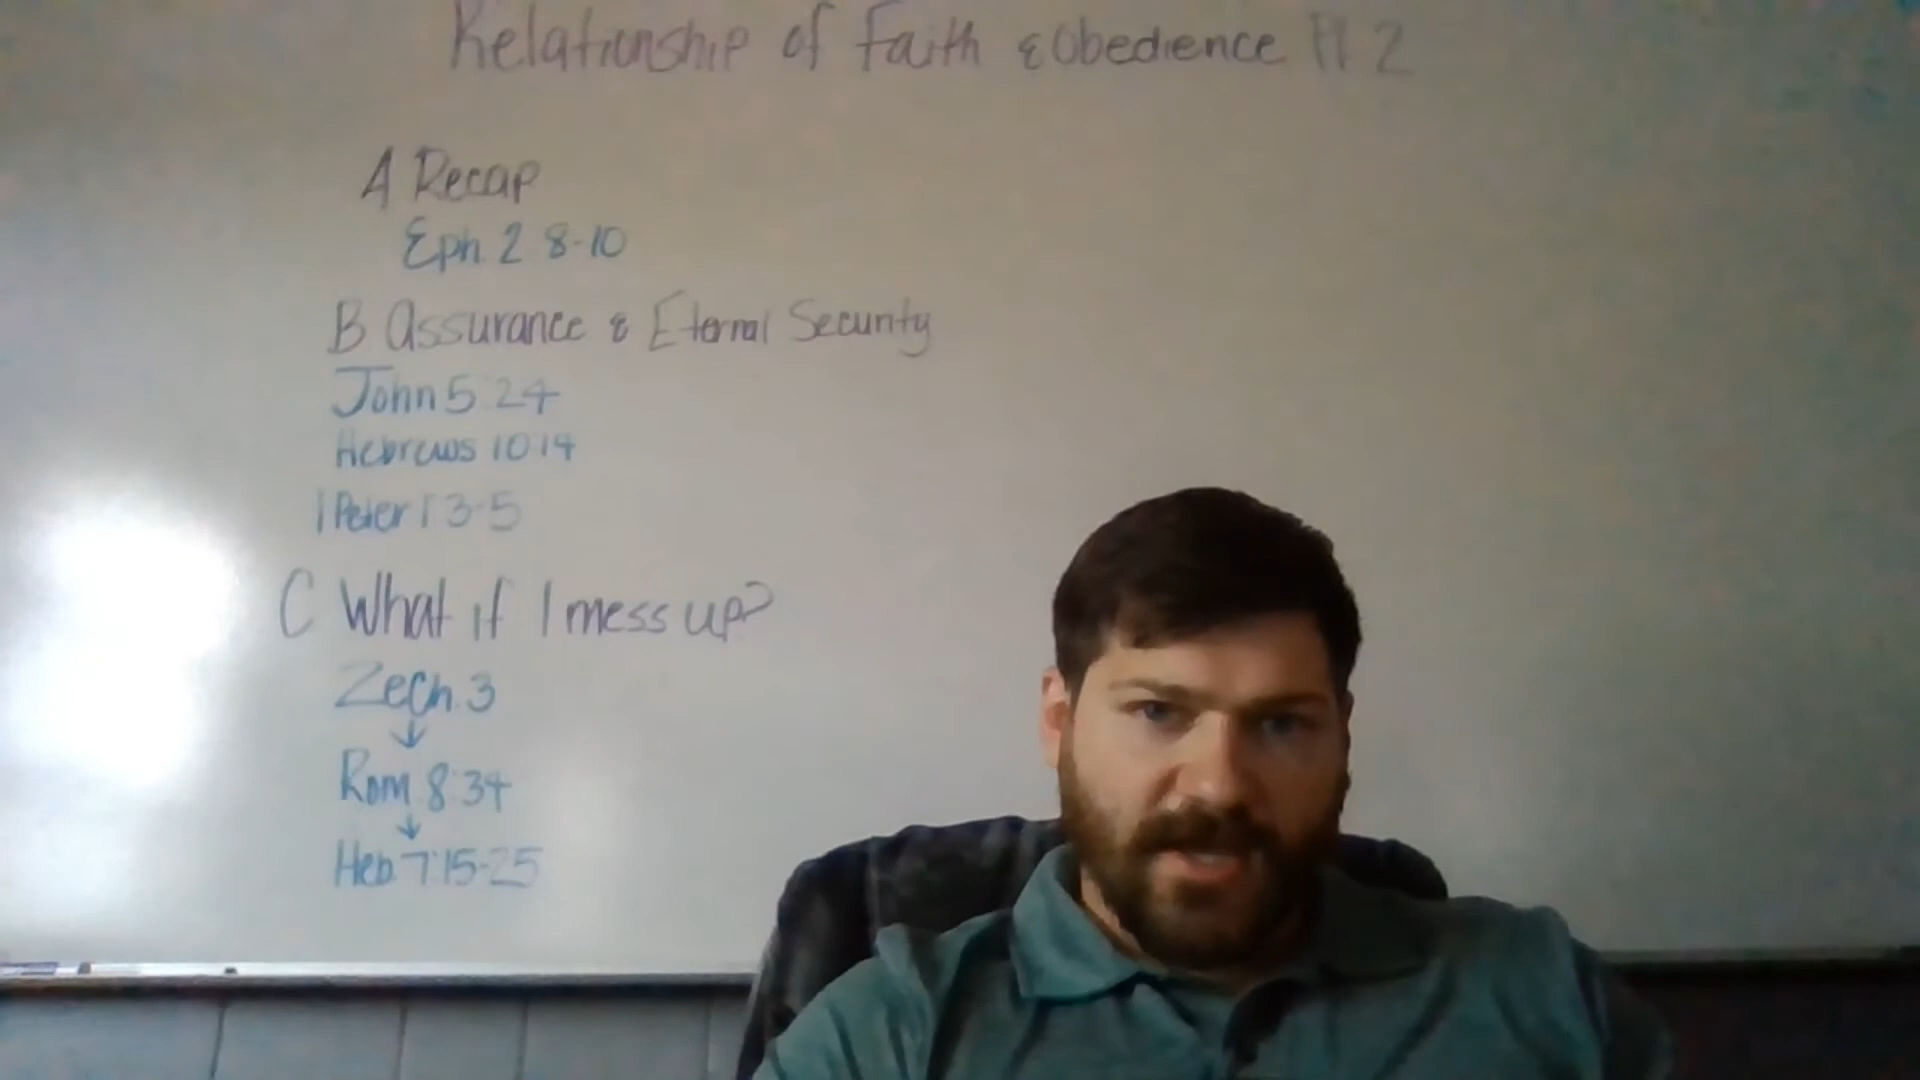 Relationship of Faith & Obedience Pt 2
A Recap
Eph. 2 8-10
B Assurance & Eternal Security
John 5:24
Hebrews 10:14
1 Peter 1 3-5
C What if I mess up?
Zech. 3
↓
Rom 8:34
↓
Heb. 7:15-25